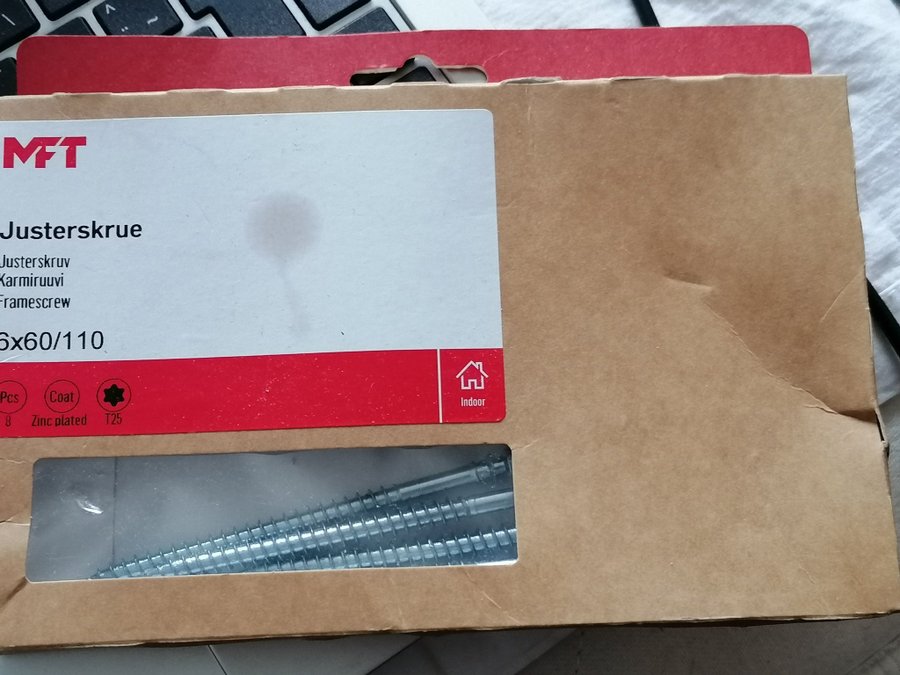 MFT
Justerskrue
Justerskruv
Karmiruuvi
Framescrew
6x60/110
Pcs
Coat
8
Zinc plated
T25
Indoor